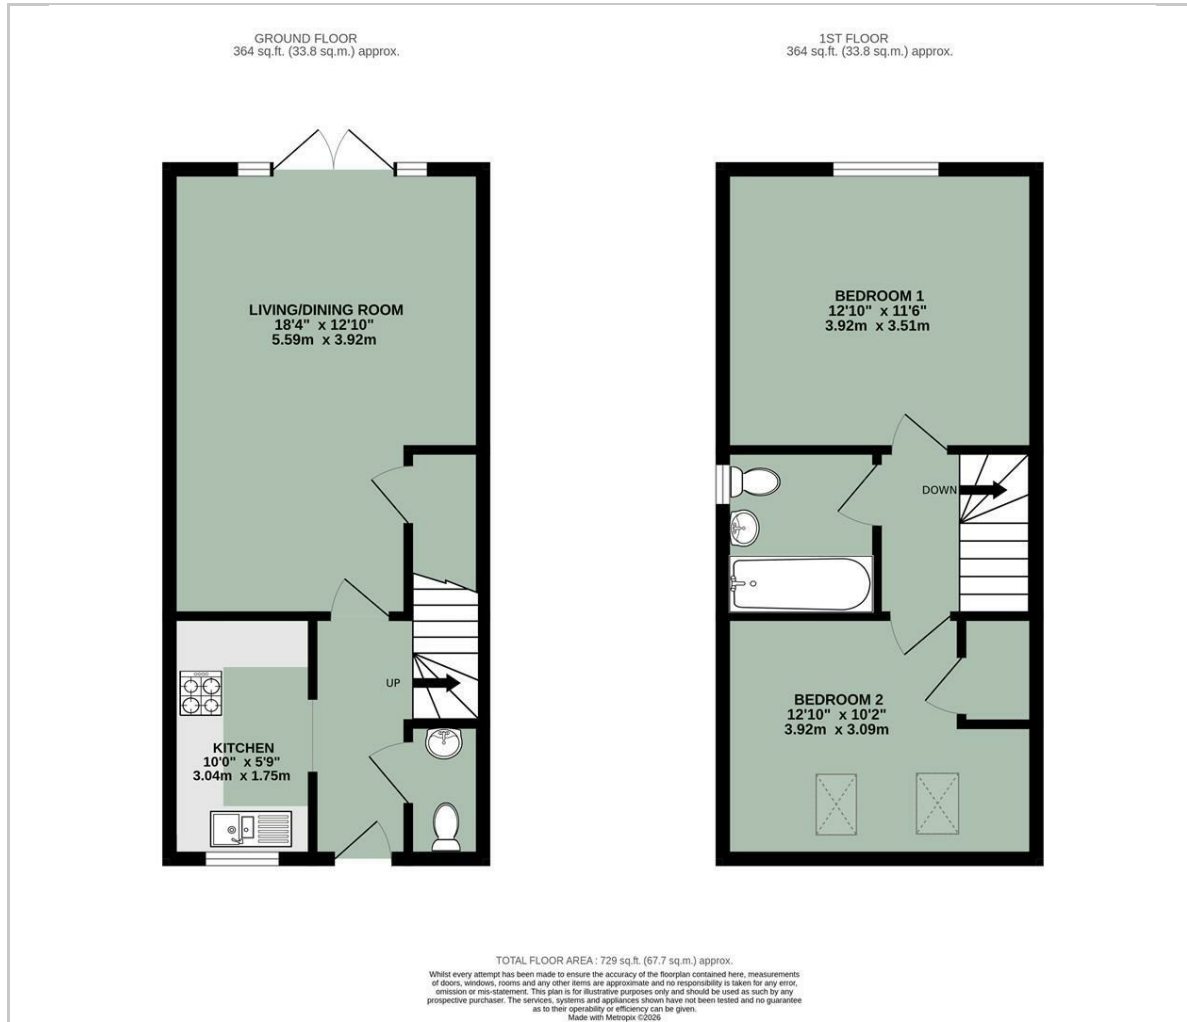 GROUND FLOOR
364 sq.ft. (33.8 sq.m.) approx.
1ST FLOOR
364 sq.ft. (33.8 sq.m.) approx.
LIVING/DINING ROOM
18'4" x 12'10"
5.59m x 3.92m
UP
KITCHEN
10'0" x 5'9"
3.04m x 1.75m
BEDROOM 1
12'10" x 11'6"
3.92m x 3.51m
DOWN
BEDROOM 2
12'10" x 10'2"
3.92m x 3.09m
TOTAL FLOOR AREA : 729 sq.ft. (67.7 sq.m.) approx.
Whilst every attempt has been made to ensure the accuracy of the floorplan contained here, measurements
of doors, windows, rooms and any other items are approximate and no responsibility is taken for any error,
omission or mis-statement. This plan is for illustrative purposes only and should be used as such by any
prospective purchaser. The services, systems and appliances shown have not been tested and no guarantee
as to their operability or efficiency can be given.
Made with Metropix ©2026